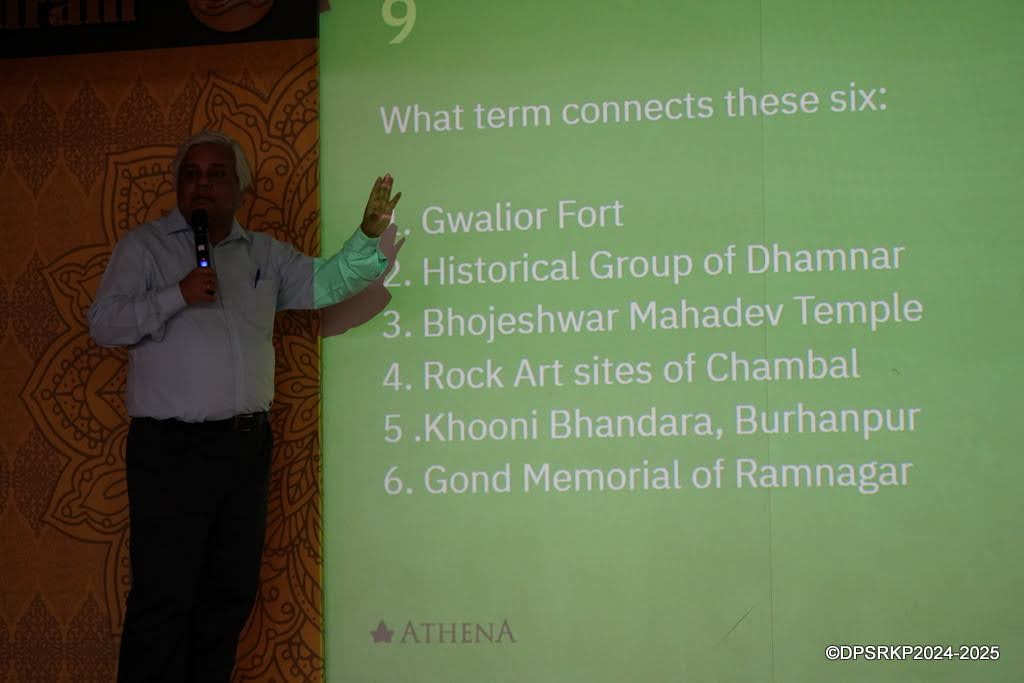 9
What term connects these six:
1. Gwalior Fort
2. Historical Group of Dhamnar
3. Bhojeshwar Mahadev Temple
4. Rock Art sites of Chambal
5 .Khooni Bhandara, Burhanpur
6. Gond Memorial of Ramnagar
ATHENA
©DPSRKP2024-2025